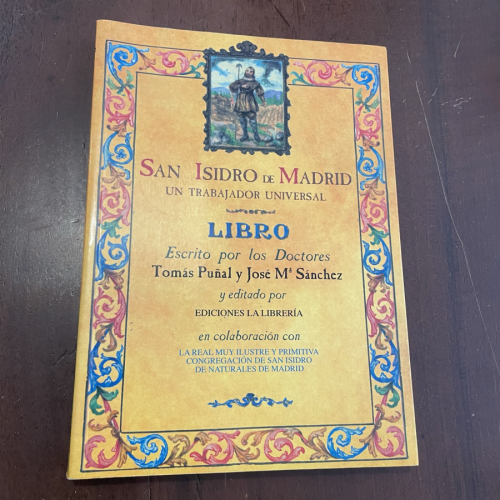 SAN ISIDRO DE MADRID
UN TRABAJADOR UNIVERSAL
LIBRO
Escrito por los Doctores
Tomás Puñal y José Mª Sánchez
y editado por
EDICIONES LA LIBRERÍA
en colaboración con
LA REAL MUY ILUSTRE Y PRIMITIVA
CONGREGACIÓN DE SAN ISIDRO
DE NATURALES DE MADRID